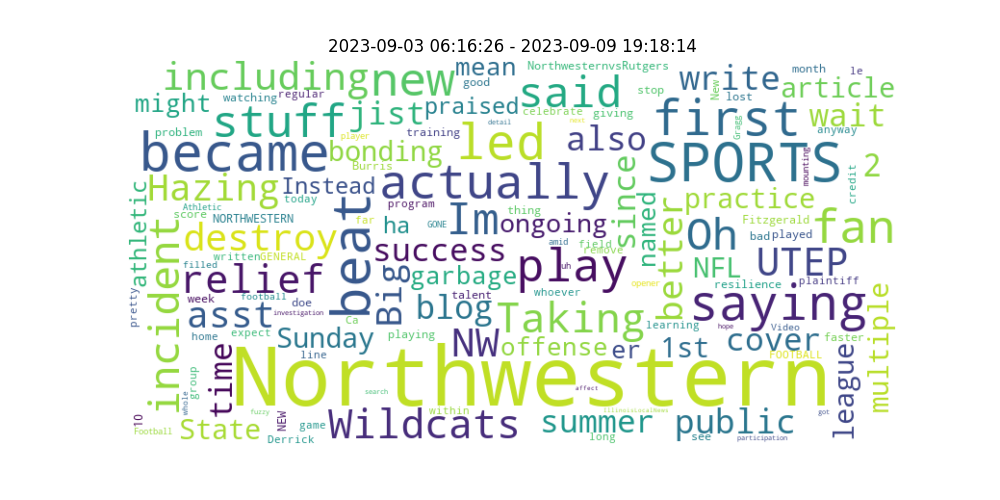 2023-09-03 06:16:26 - 2023-09-09 19:18:14
including
new
mean
NorthwesternvsRutgers
good
said
stop
write
month
le
article
New
lost
might
watching
regular
stuff
jist
praised
celebrate
giving
first
Gragg
wait
anyway
problem
training
detail
next
player
became
bonding
led
also
SPORTS
2
mounting
Hazing
Instead
Burris
actually
since
practice
credit
today
program
thing
athletic
score
Athletic
NORTHWESTERN
beat
far
ha
GONE
Im
ongoing
named
better
Oh
Fitzgerald
fan
bad
played
destroy
written
GENERAL
success
amid
field
remove
uh
play
NFL
UTEP
plaintiff
incident
filled
relief
Big
garbage
opener
resilience
whoever
talent
week
football
doe
saying
multiple
pretty
asst
investigation
Ca
blog
Taking
learning
hope
Video
faster
home
expect
Sunday
playing
NW
offense
er
1st
cover
time
line
FOOTBALL
league
group
Northwestern
search
affect
whole
10
fuzzy
NEW
game
Wildcats
within
IllinoisLocalNews
summer
public
got
Football
State
Derrick
long
see
participation